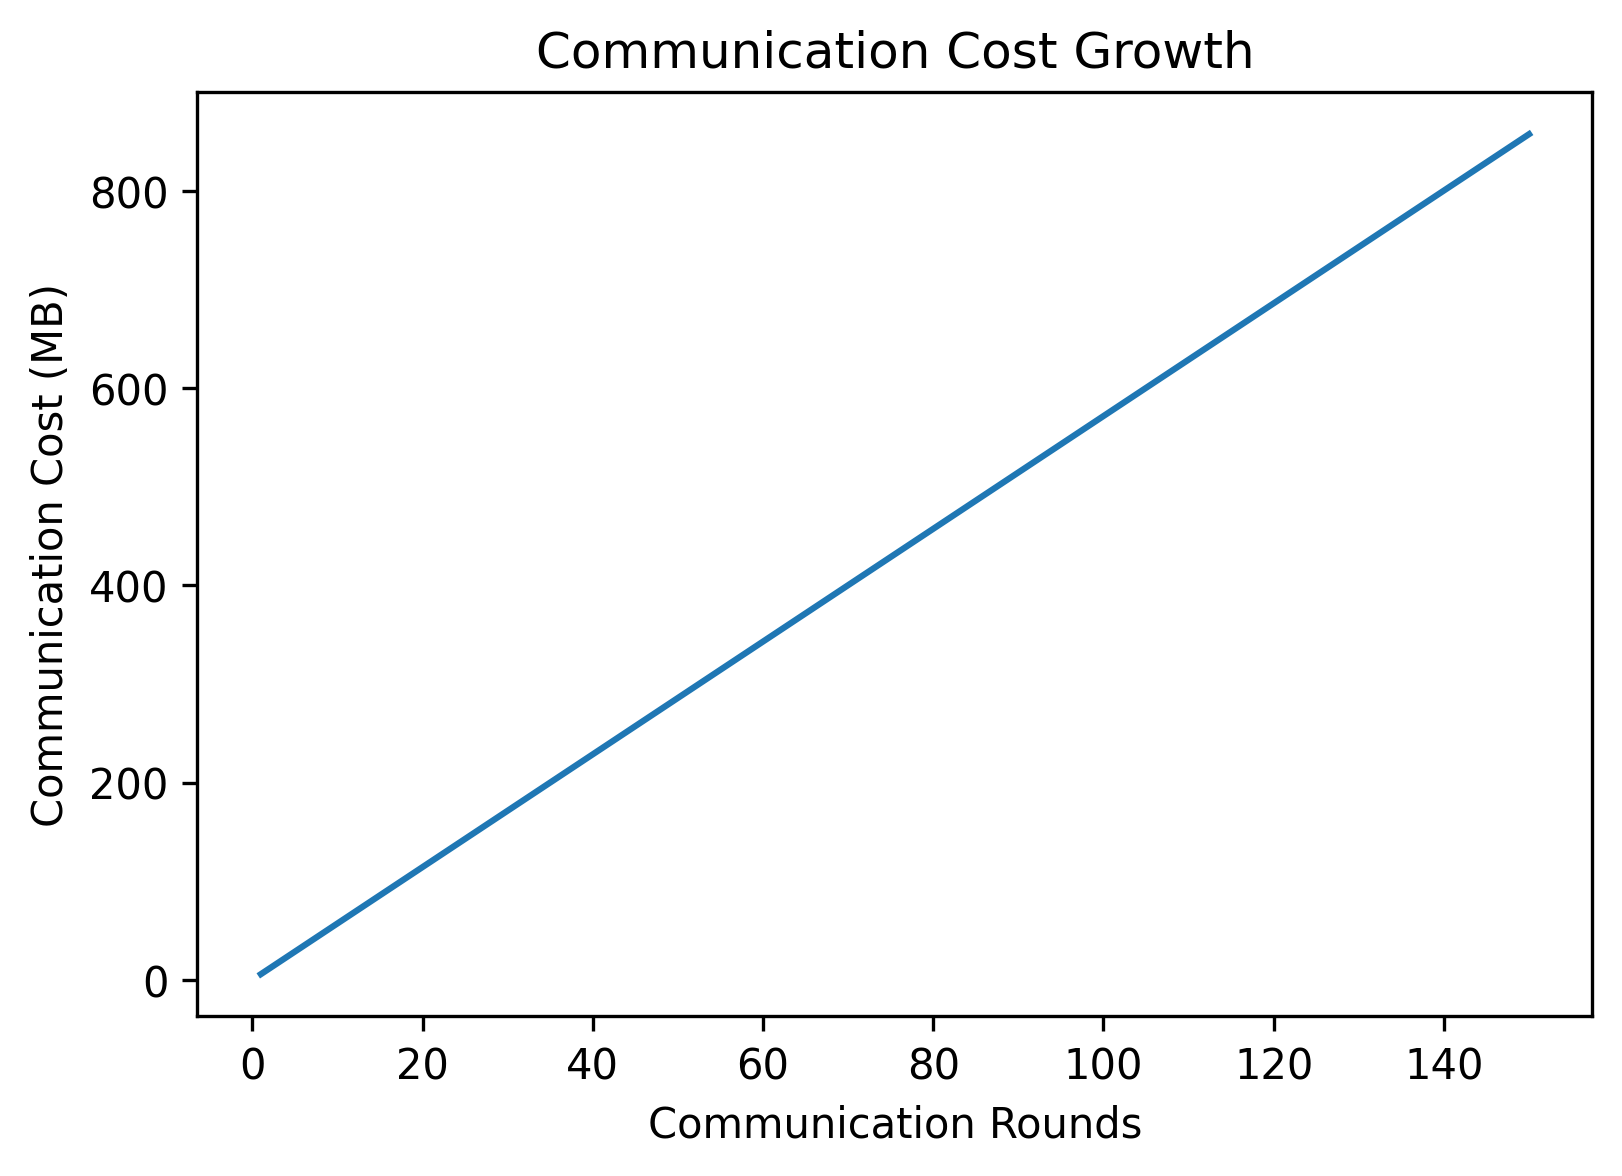 Communication Cost Growth
Communication Cost (MB)
800
600
400
200
0
0 20 40 60 80 100 120 140
Communication Rounds